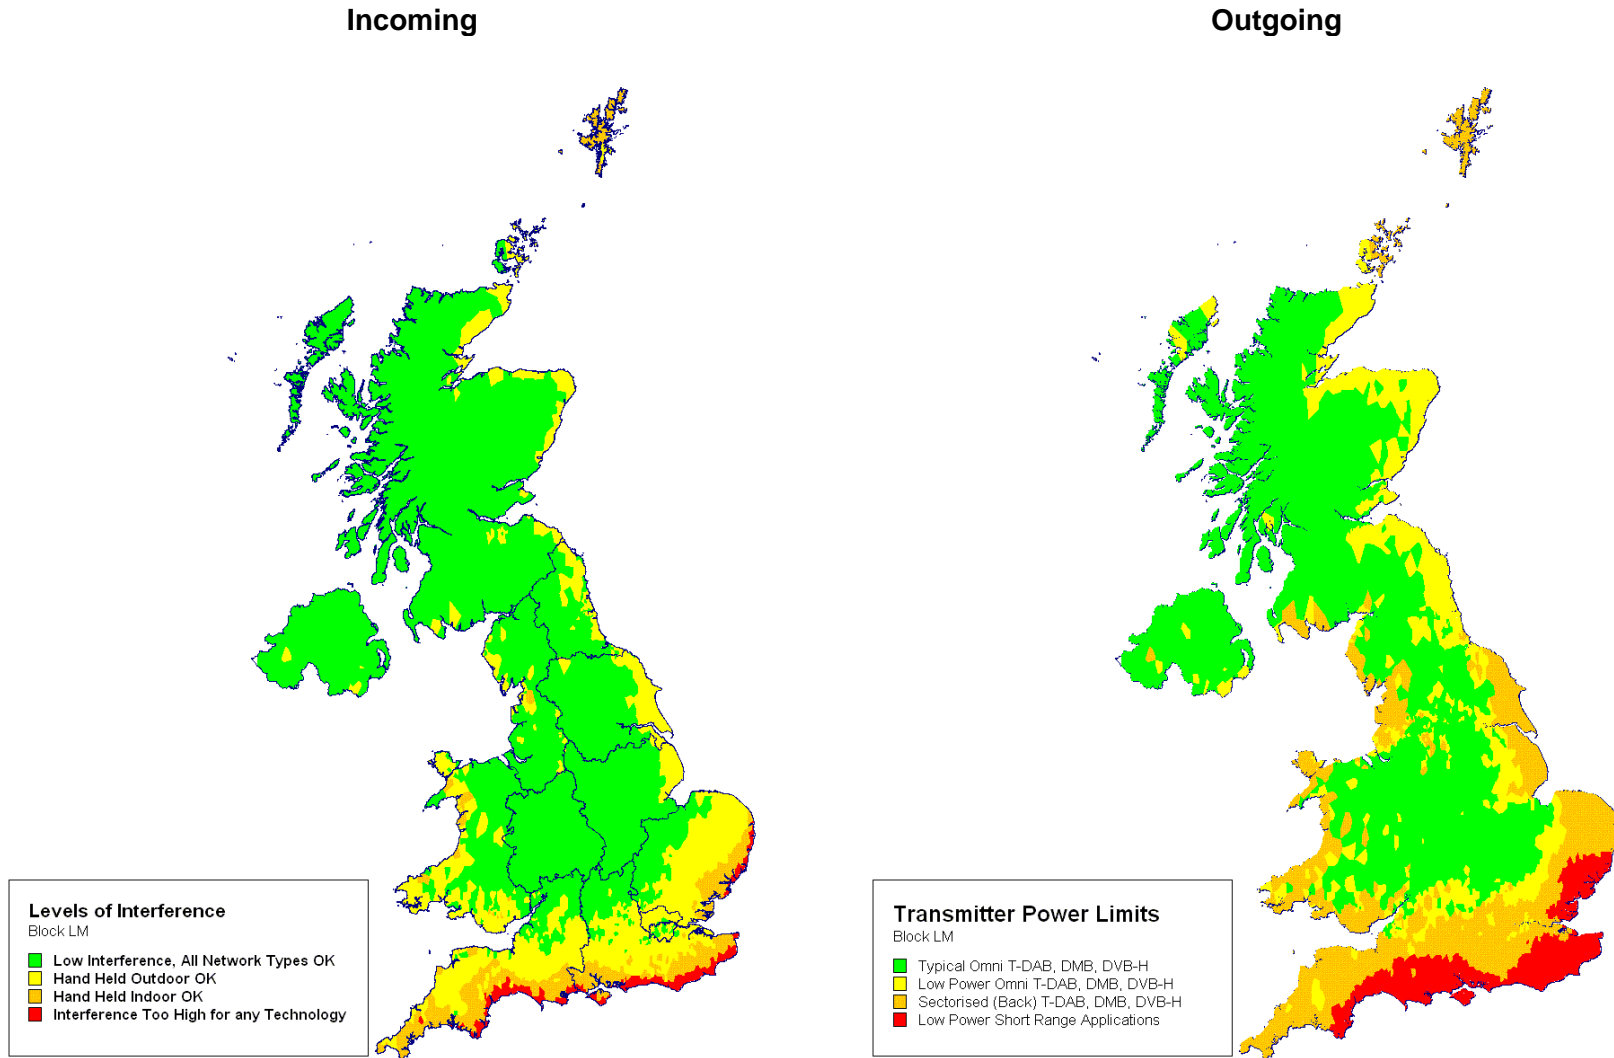 Incoming
Outgoing
Levels of Interference
Block LM
Low Interference, All Network Types OK
Hand Held Outdoor OK
Hand Held Indoor OK
Interference Too High for any Technology
Transmitter Power Limits
Block LM
Typical Omni T-DAB, DMB, DVB-H
Low Power Omni T-DAB, DMB, DVB-H
Sectorised (Back) T-DAB, DMB, DVB-H
Low Power Short Range Applications